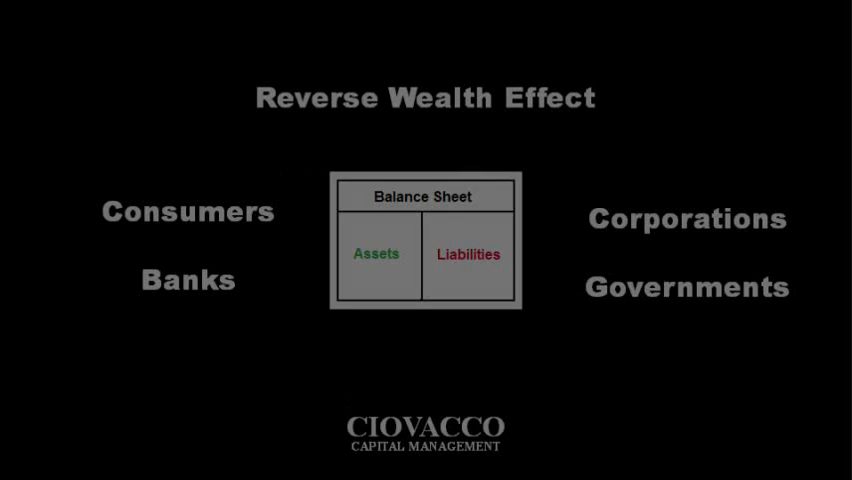 Reverse Wealth Effect
Consumers
Banks
Balance Sheet
Assets
Liabilities
Corporations
Governments
CIOVACCO
CAPITAL MANAGEMENT